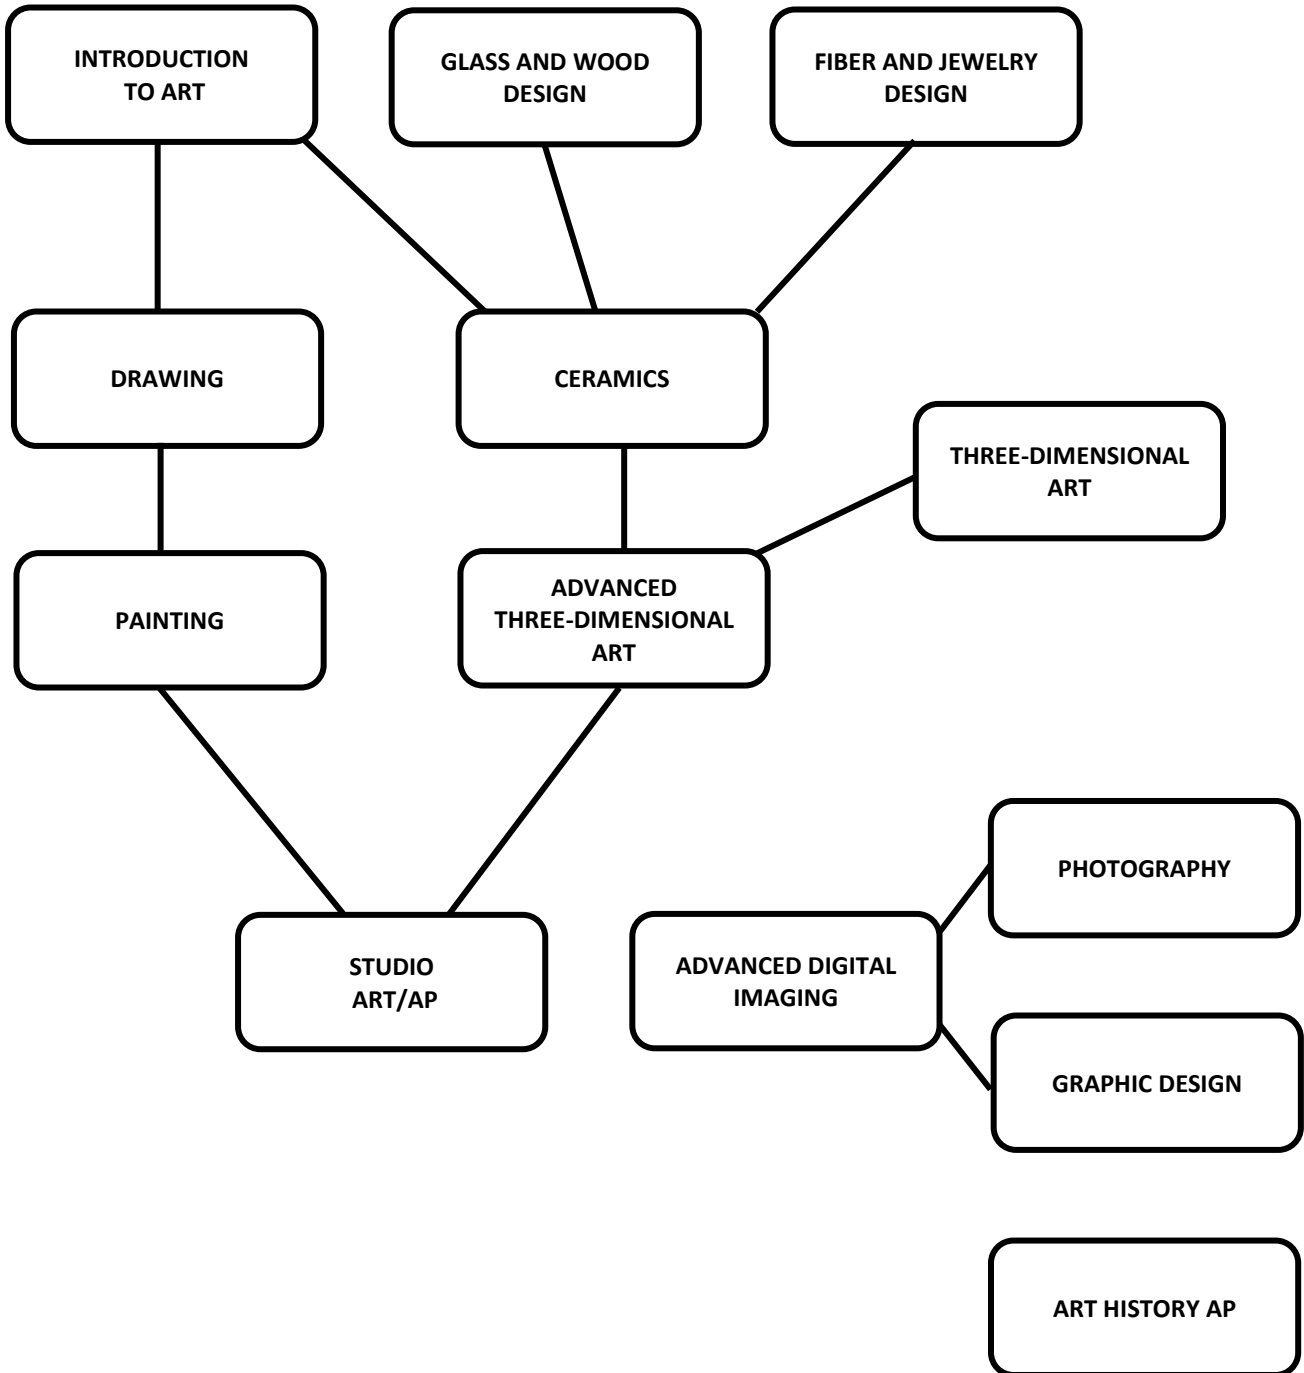 INTRODUCTION
TO ART
GLASS AND WOOD
DESIGN
FIBER AND JEWELRY
DESIGN
DRAWING
CERAMICS
THREE-DIMENSIONAL
ART
PAINTING
ADVANCED
THREE-DIMENSIONAL
ART
PHOTOGRAPHY
STUDIO
ART/AP
ADVANCED DIGITAL
IMAGING
GRAPHIC DESIGN
ART HISTORY AP